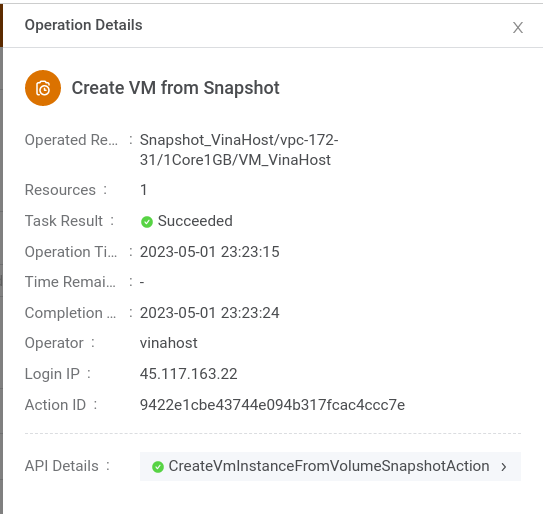 Operation Details
X
Create VM from Snapshot
Operated Re... : Snapshot_VinaHost/vpc-172-
31/1Core1GB/VM_VinaHost
Resources : 1
Task Result : Succeeded
Operation Ti... : 2023-05-01 23:23:15
Time Remai... : -
Completion ... : 2023-05-01 23:23:24
Operator : vinahost
Login IP : 45.117.163.22
Action ID : 9422e1cbe43744e094b317fcac4ccc7e
API Details : CreateVmInstanceFromVolumeSnapshotAction >